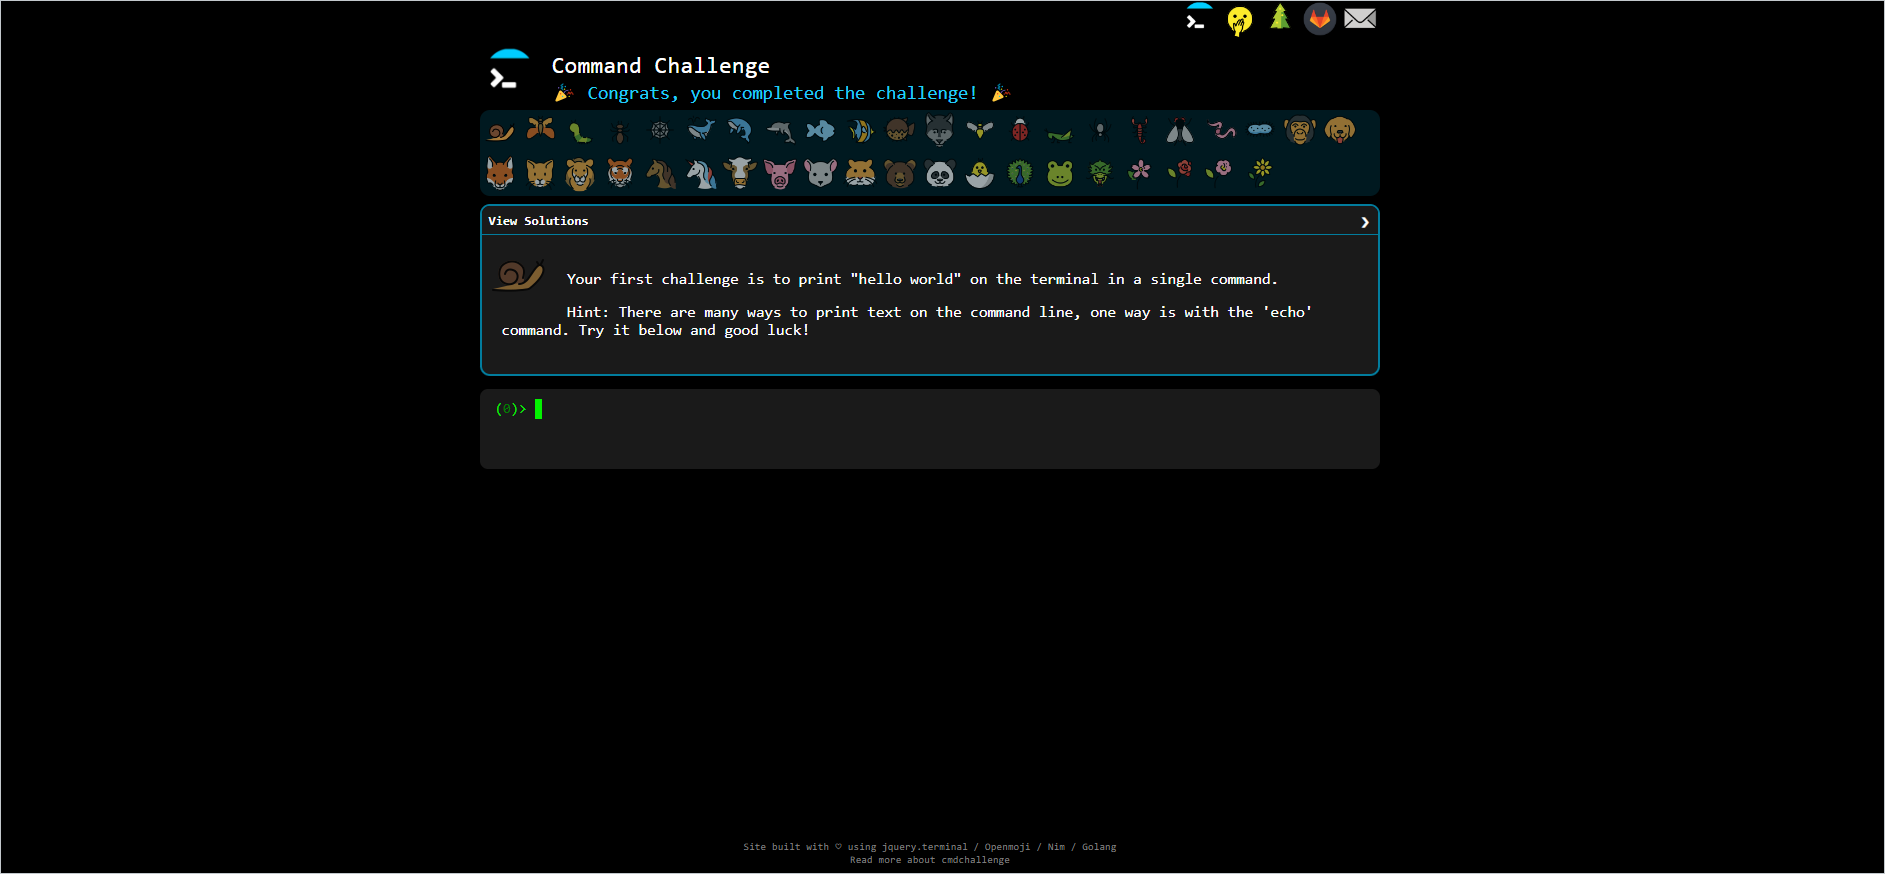 Command Challenge
🎉 Congrats, you completed the challenge! 🎉
View Solutions
Your first challenge is to print "hello world" on the terminal in a single command.
Hint: There are many ways to print text on the command line, one way is with the 'echo'
command. Try it below and good luck!
(0)>
Site built with ♡ using jquery.terminal / Openmoji / Nim / Golang
Read more about cmdchallenge